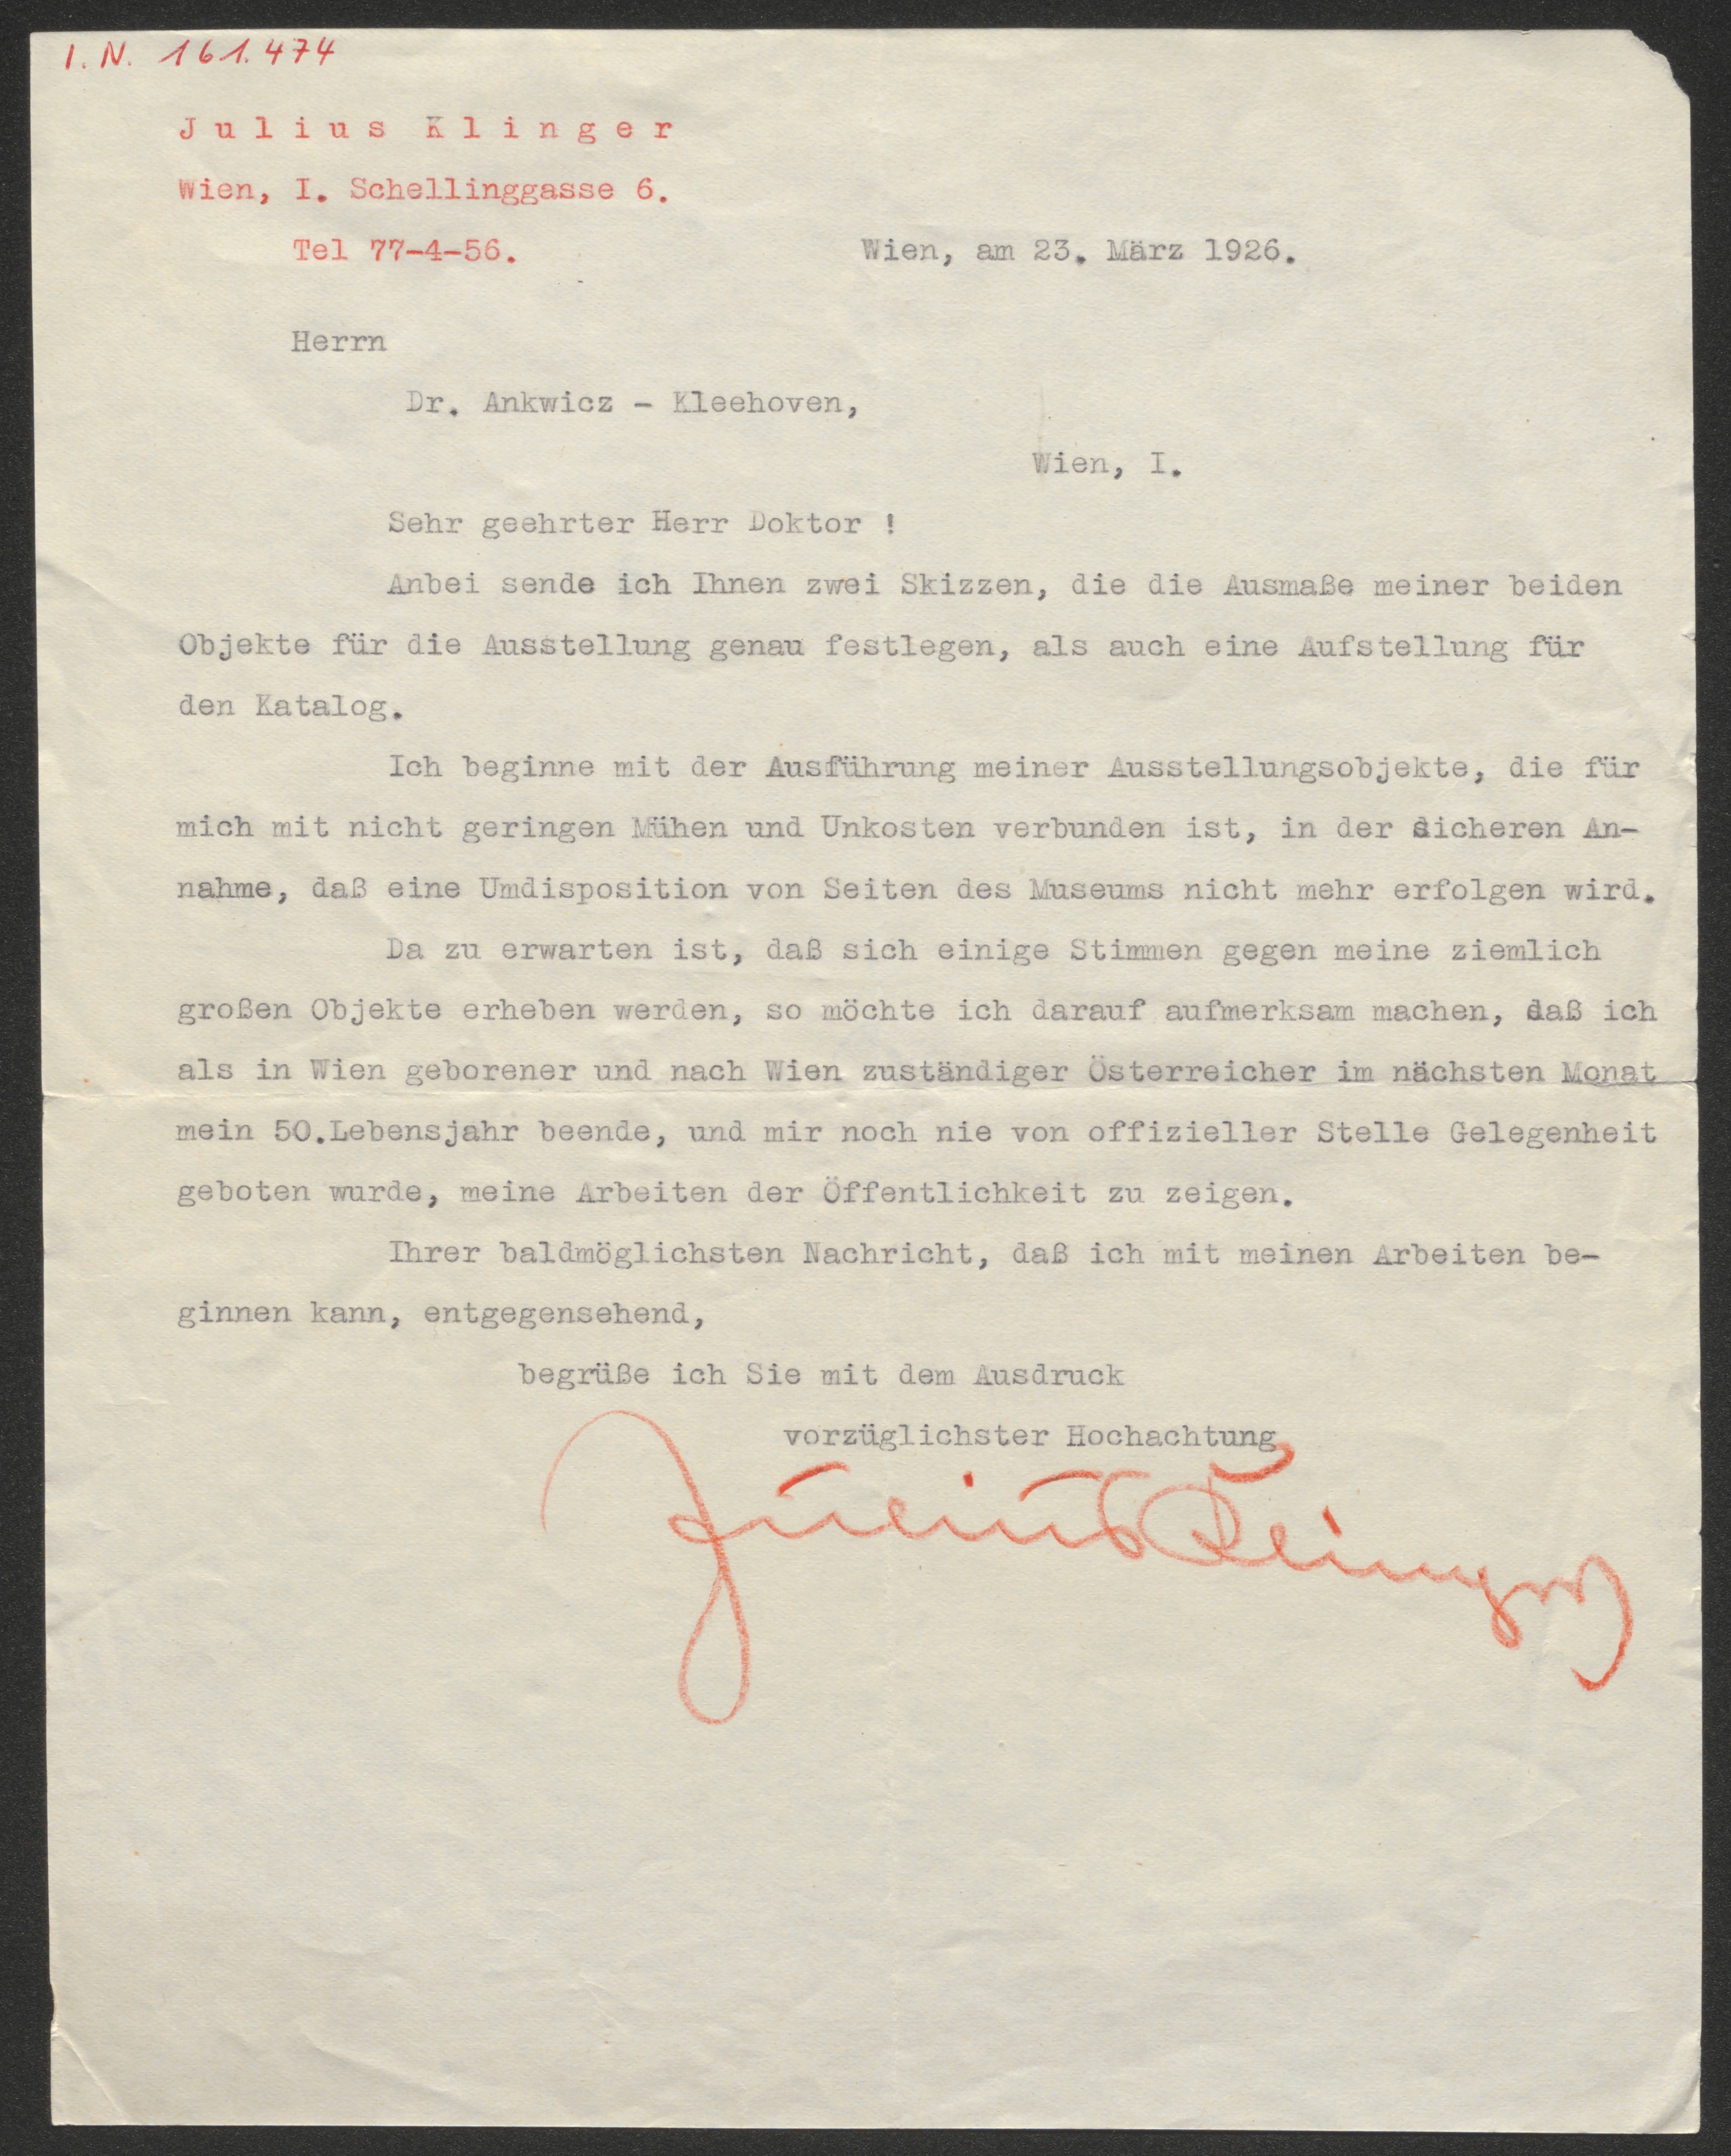 I. N. 161.474
Julius Klinger
Wien, I. Schellinggasse 6.
Tel 77-4-56.
Wien, am 23. März 1926.
Herrn
Dr. Ankwicz - Kleehoven,
Wien, I.
Sehr geehrter Herr Doktor !
Anbei sende ich Ihnen zwei Skizzen, die die Ausmaße meiner beiden
Objekte für die Ausstellung genau festlegen, als auch eine Aufstellung für
den Katalog.
Ich beginne mit der Ausführung meiner Ausstellungsobjekte, die für
mich mit nicht geringen Mühen und Unkosten verbunden ist, in der sicheren An-
nahme, daß eine Umdisposition von Seiten des Museums nicht mehr erfolgen wird.
Da zu erwarten ist, daß sich einige Stimmen gegen meine ziemlich
großen Objekte erheben werden, so möchte ich darauf aufmerksam machen, daß ich
als in Wien geborener und nach Wien zuständiger Österreicher im nächsten Monat
mein 50.Lebensjahr beende, und mir noch nie von offizieller Stelle Gelegenheit
geboten wurde, meine Arbeiten der Öffentlichkeit zu zeigen.
Ihrer baldmöglichsten Nachricht, daß ich mit meinen Arbeiten be-
ginnen kann, entgegensehend,
begrüße ich Sie mit dem Ausdruck
vorzüglichster Hochachtung
Julius Klinger